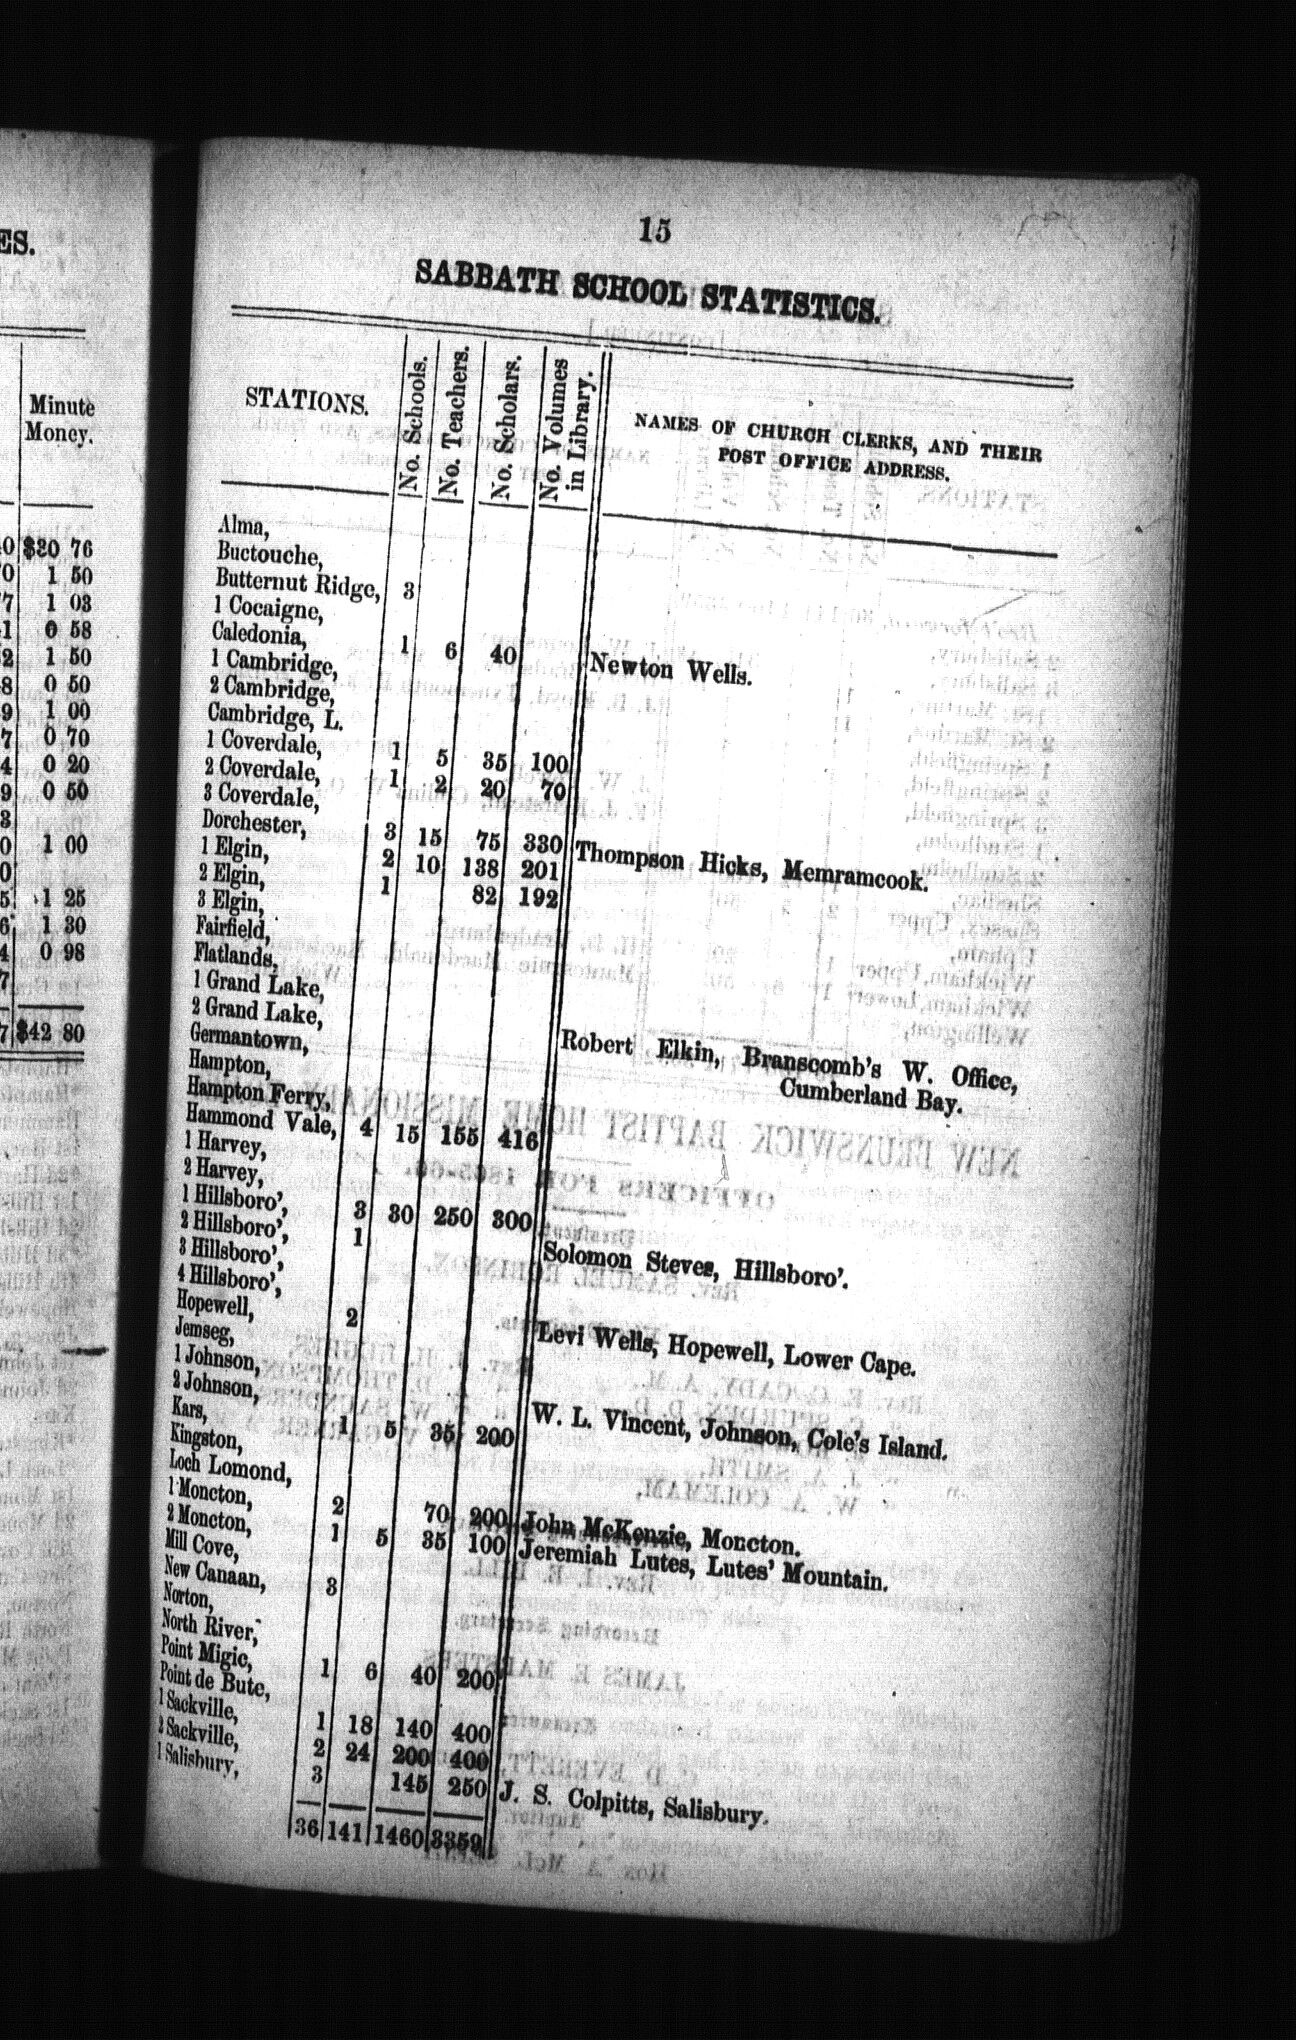 ES.
Minute
Money.
$20 76
1 50
1 03
0 58
1 50
0 50
1 00
0 70
0 20
0 50
1 00
1 25
1 30
0 98
$42 80
15
SABBATH SCHOOL STATISTICS.
STATIONS. No. Schools. No. Teachers. No. Scholars. No. Volumes in Library. NAMES OF CHURCH CLERKS, AND THEIR
POST OFFICE ADDRESS.
Alma,
Buctouche,
Butternut Ridge, 3
1 Cocaigne,
Caledonia, 1 6 40 Newton Wells.
1 Cambridge,
2 Cambridge,
Cambridge, L.
1 Coverdale, 1 5 35 100
2 Coverdale, 1 2 20 70
3 Coverdale,
Dorchester, 3 15 75 330 Thompson Hicks, Memramcook.
1 Elgin, 2 10 138 201
2 Elgin, 1 82 192
3 Elgin,
Fairfield,
Flatlands,
1 Grand Lake,
2 Grand Lake, Robert Elkin, Branscomb's W. Office,
Cumberland Bay.
Germantown,
Hampton,
Hampton Ferry,
Hammond Vale, 4 15 155 416
1 Harvey,
2 Harvey,
1 Hillsboro', 3 30 250 300
2 Hillsboro', 1 Solomon Steves, Hillsboro'.
3 Hillsboro',
4 Hillsboro',
Hopewell, 2 Levi Wells, Hopewell, Lower Cape.
Jemseg,
1 Johnson,
2 Johnson, W. L. Vincent, Johnson, Cole's Island.
Kars, 1 5 35 200
Kingston,
Loch Lomond,
1 Moncton, 2 70 200 John McKenzie, Moncton.
2 Moncton, 1 5 35 100 Jeremiah Lutes, Lutes' Mountain.
Mill Cove,
New Canaan, 3
Norton,
North River,
Point Migic, 1 6 40 200
Point de Bute,
1 Sackville, 1 18 140 400
2 Sackville, 2 24 200 400
1 Salisbury, 3 145 250 J. S. Colpitts, Salisbury.
36 141 1460 3359